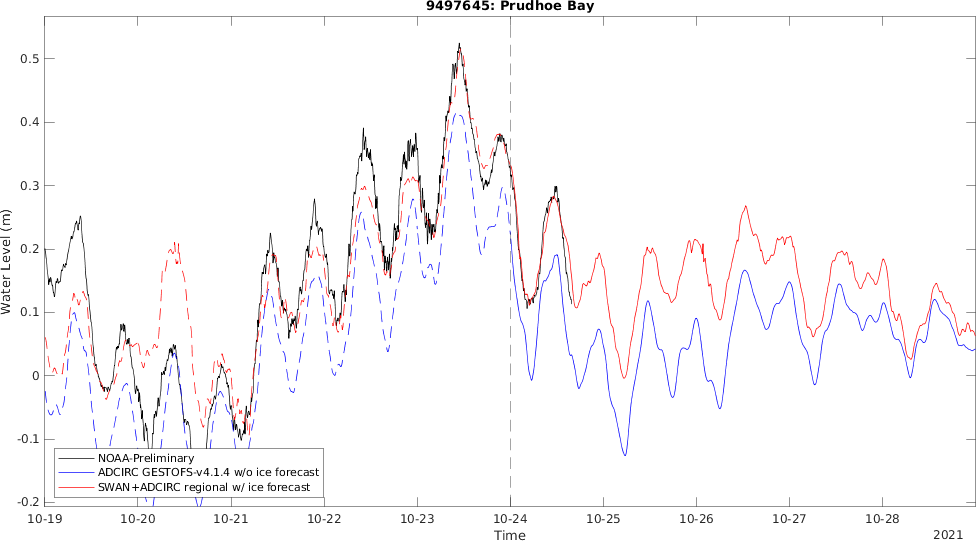 9497645: Prudhoe Bay
Water Level (m)
0.5
0.4
0.3
0.2
0.1
0
-0.1
-0.2
NOAA-Preliminary
ADCIRC GESTOFS-v4.1.4 w/o ice forecast
SWAN+ADCIRC regional w/ ice forecast
10-19 10-20 10-21 10-22 10-23 10-24 10-25 10-26 10-27 10-28
Time
2021